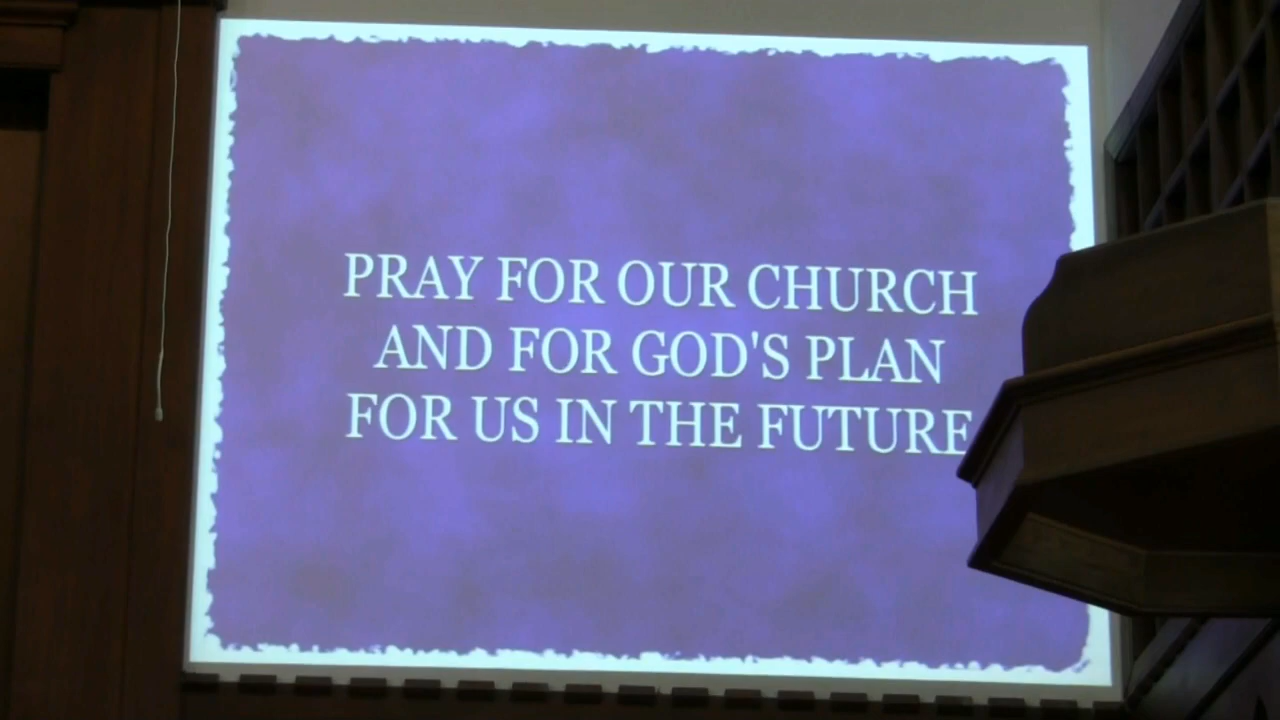 PRAY FOR OUR CHURCH
AND FOR GOD'S PLAN
FOR US IN THE FUTURE